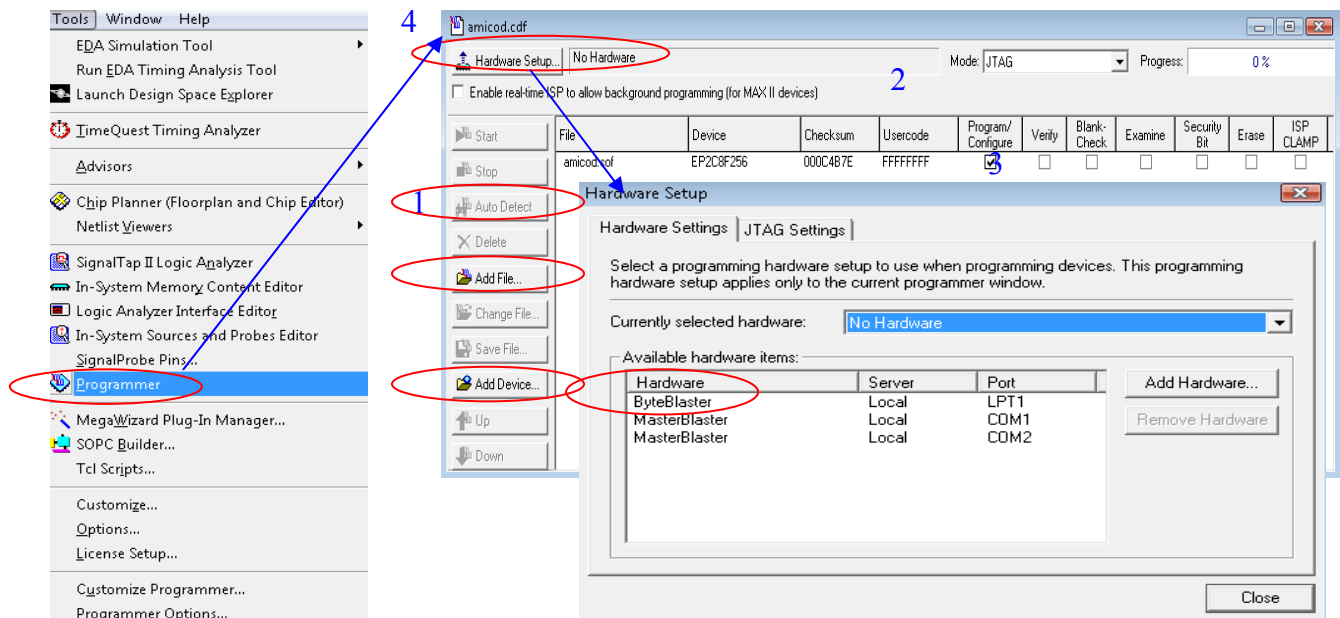 Tools Window Help
EDA Simulation Tool
Run EDA Timing Analysis Tool
Launch Design Space Explorer
TimeQuest Timing Analyzer
Advisors
Chip Planner (Floorplan and Chip Editor)
Netlist Viewers
SignalTap II Logic Analyzer
In-System Memory Content Editor
Logic Analyzer Interface Editor
In-System Sources and Probes Editor
SignalProbe Pins...
Programmer
MegaWizard Plug-In Manager...
SOPC Builder...
Tcl Scripts...
Customize...
Options...
License Setup...
Customize Programmer...
Programmer Options...
4
amicod.cdf
Hardware Setup... No Hardware Mode: JTAG Progress: 0 %
2
Enable real-time ISP to allow background programming (for MAX II devices)
Start
Stop
1
Auto Detect
Delete
Add File...
Change File...
Save File...
Add Device...
Up
Down
File Device Checksum Usercode Program/ Configure Verify Blank- Check Examine Security Bit Erase ISP CLAMP
amicod.sof EP2C8F256 000C4B7E FFFFFFFF
3
Hardware Setup
Hardware Settings JTAG Settings
Select a programming hardware setup to use when programming devices. This programming
hardware setup applies only to the current programmer window.
Currently selected hardware: No Hardware
Available hardware items:
Hardware Server Port
ByteBlaster Local LPT1
MasterBlaster Local COM1
MasterBlaster Local COM2
Add Hardware...
Remove Hardware
Close